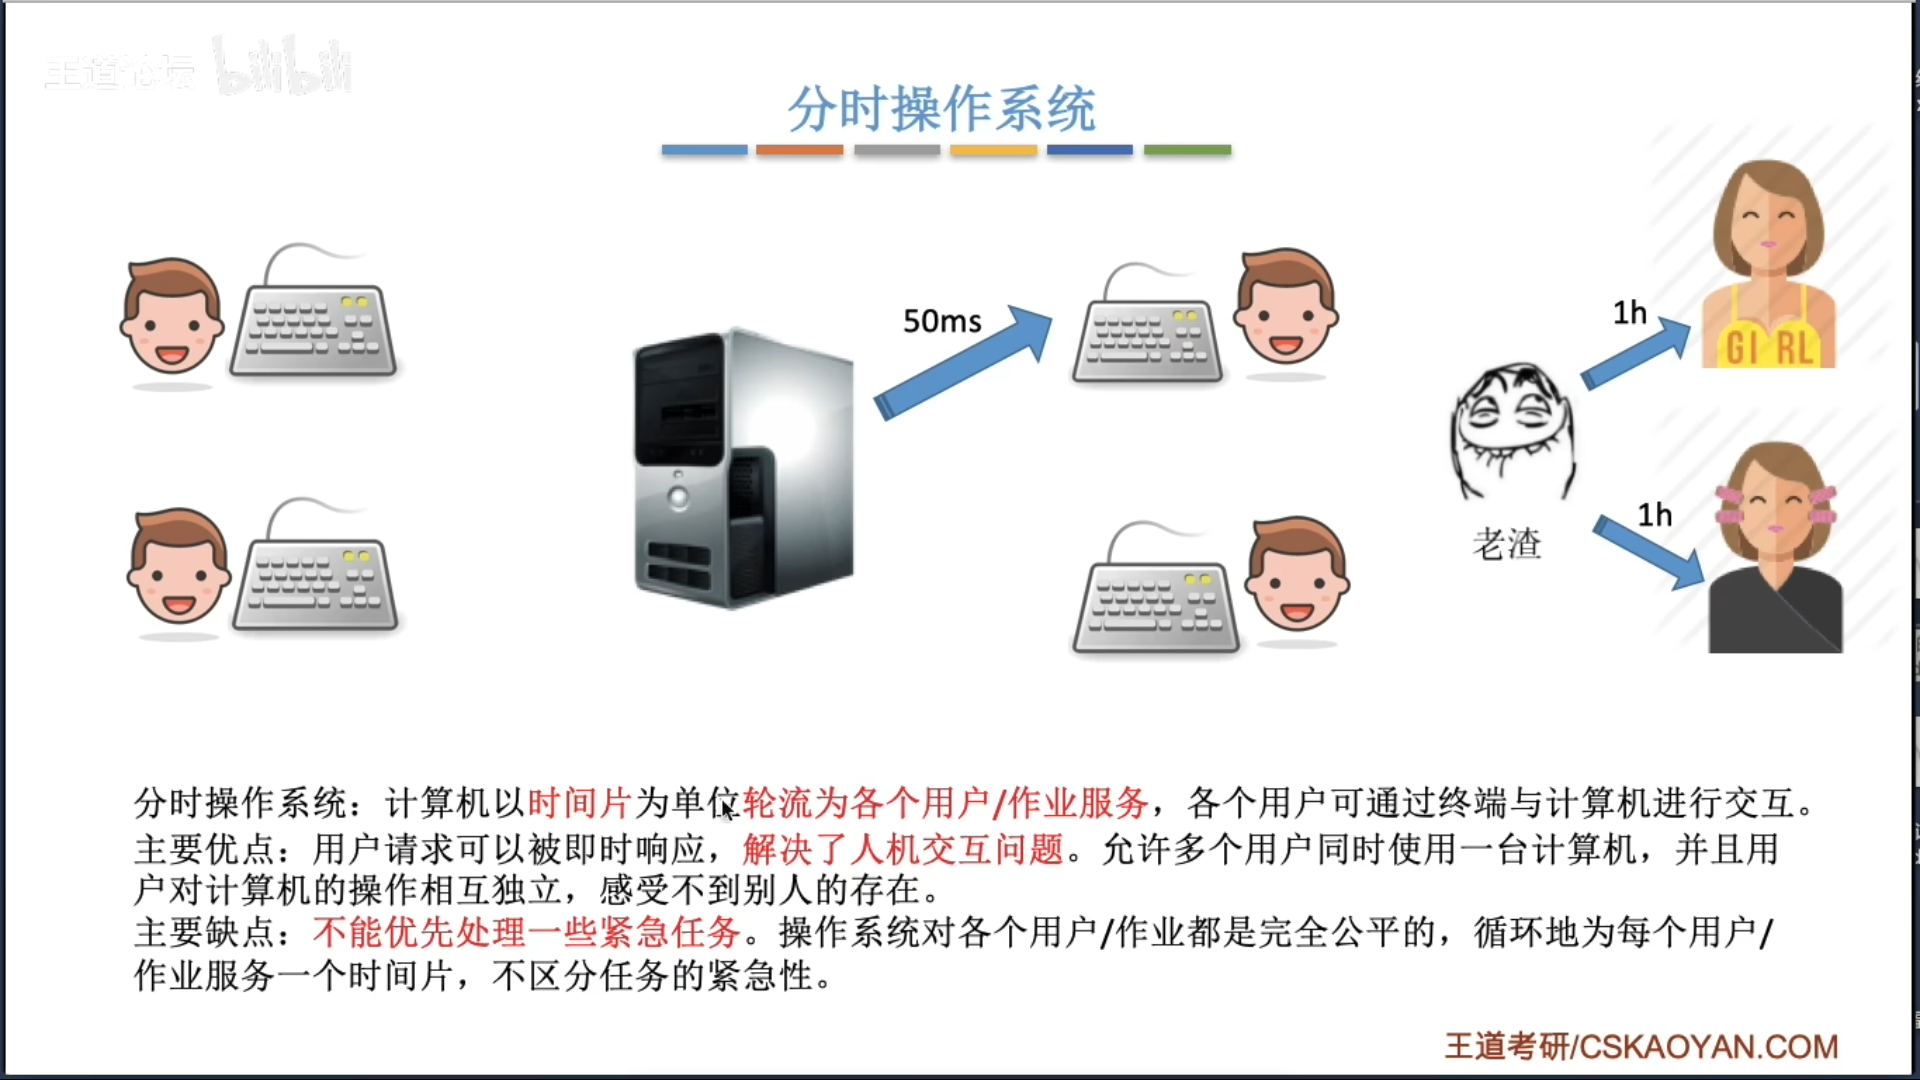 王道论坛 bilibili
分时操作系统
50ms
1h
GIRL
1h
老渣
分时操作系统：计算机以时间片为单位轮流为各个用户/作业服务，各个用户可通过终端与计算机进行交互。
主要优点：用户请求可以被即时响应，解决了人机交互问题。允许多个用户同时使用一台计算机，并且用
户对计算机的操作相互独立，感受不到别人的存在。
主要缺点：不能优先处理一些紧急任务。操作系统对各个用户/作业都是完全公平的，循环地为每个用户/
作业服务一个时间片，不区分任务的紧急性。
王道考研/CSKAOYAN.COM